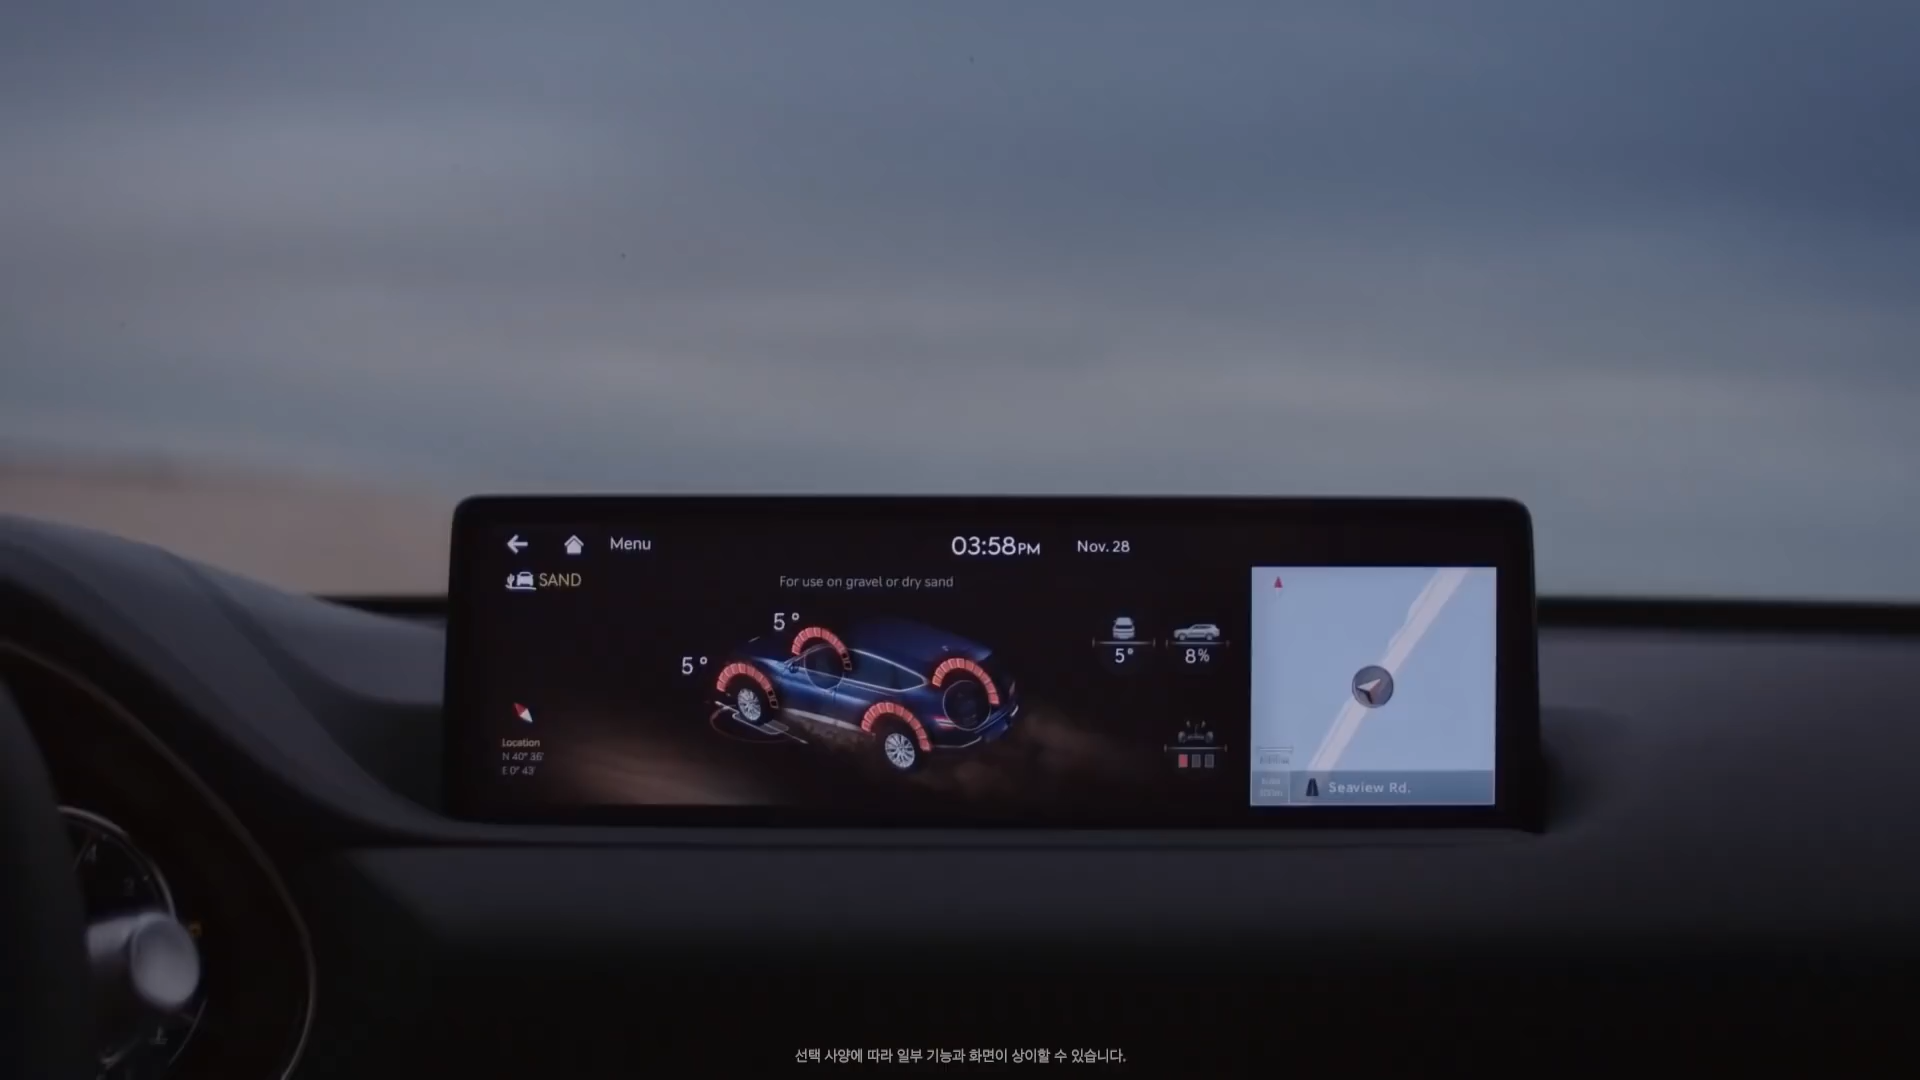 Menu
03:58PM
Nov. 28
SAND
For use on gravel or dry sand
5°
5°
5°
8%
Location
N 40° 36'
E 0° 43'
Seaview Rd.
4
선택 사양에 따라 일부 기능과 화면이 상이할 수 있습니다.